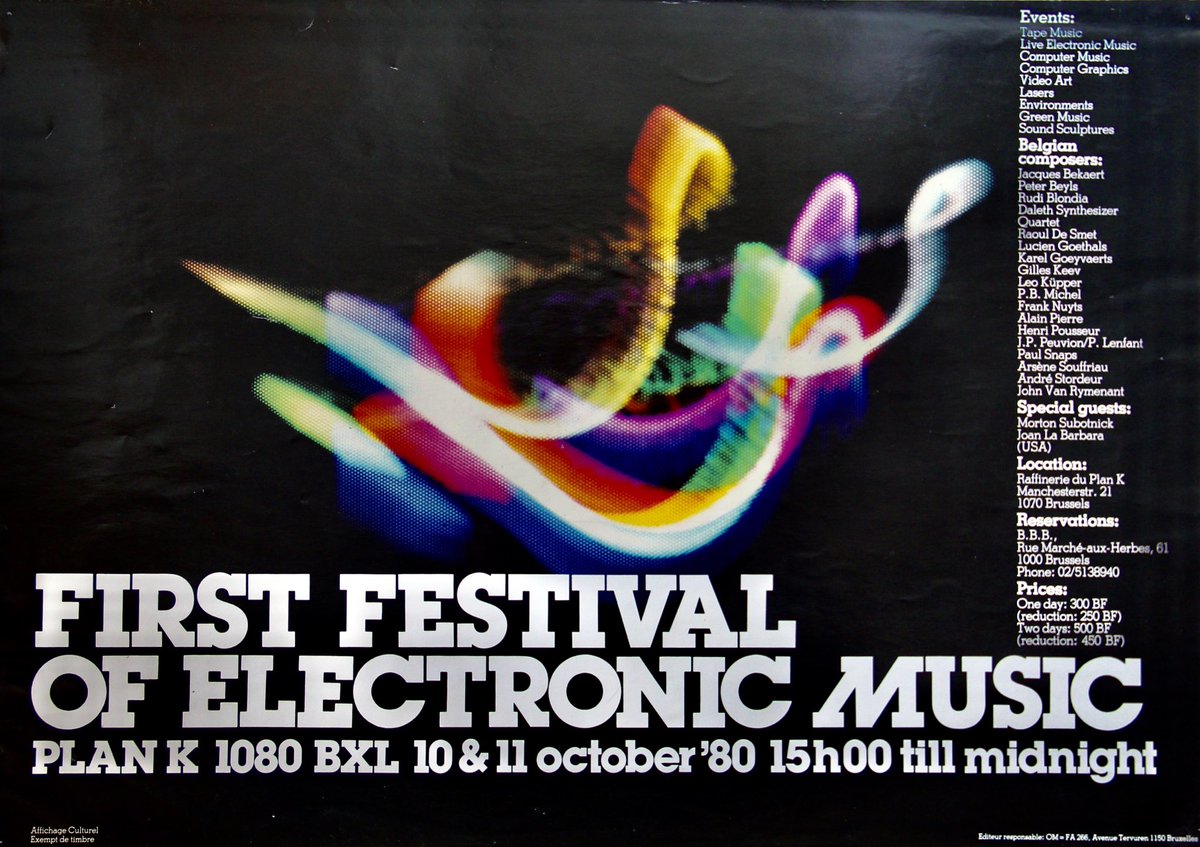 Events:
Tape Music
Live Electronic Music
Computer Music
Computer Graphics
Video Art
Lasers
Environments
Green Music
Sound Sculptures
Belgian
composers:
Jacques Bekaert
Peter Beyls
Rudi Blondia
Daleth Synthesizer
Quartet
Raoul De Smet
Lucien Goethals
Karel Goeyvaerts
Gilles Keev
Leo Küpper
P.B. Michel
Frank Nuyts
Alain Pierre
Henri Pousseur
J.P. Peuvion/P. Lenfant
Paul Snaps
Arsène Souffriau
André Stordeur
John Van Rymenant
Special guests:
Morton Subotnick
Joan La Barbara
(USA)
Location:
Raffinerie du Plan K
Manchesterstr. 21
1070 Brussels
Reservations:
B.B.B.,
Rue Marché-aux-Herbes, 61
1000 Brussels
Phone: 02/5138940
Prices:
One day: 300 BF
(reduction: 250 BF)
Two days: 500 BF
(reduction: 450 BF)
FIRST FESTIVAL
OF ELECTRONIC MUSIC
PLAN K 1080 BXL 10 & 11 october '80 15h00 till midnight
Affichage Culturel
Exempt de timbre
Editeur responsable: OM = FA 266, Avenue Tervuren 1150 Bruxelles